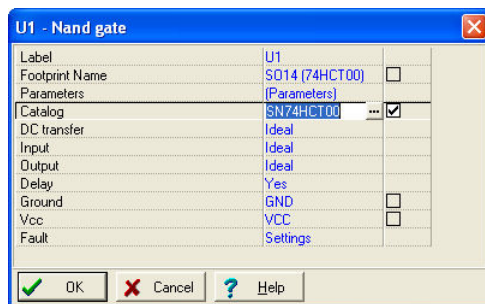 U1 - Nand gate
Label U1
Footprint Name SO14 (74HCT00)
Parameters (Parameters)
Catalog SN74HCT00 ...
DC transfer Ideal
Input Ideal
Output Ideal
Delay Yes
Ground GND
Vcc VCC
Fault Settings
OK Cancel ? Help